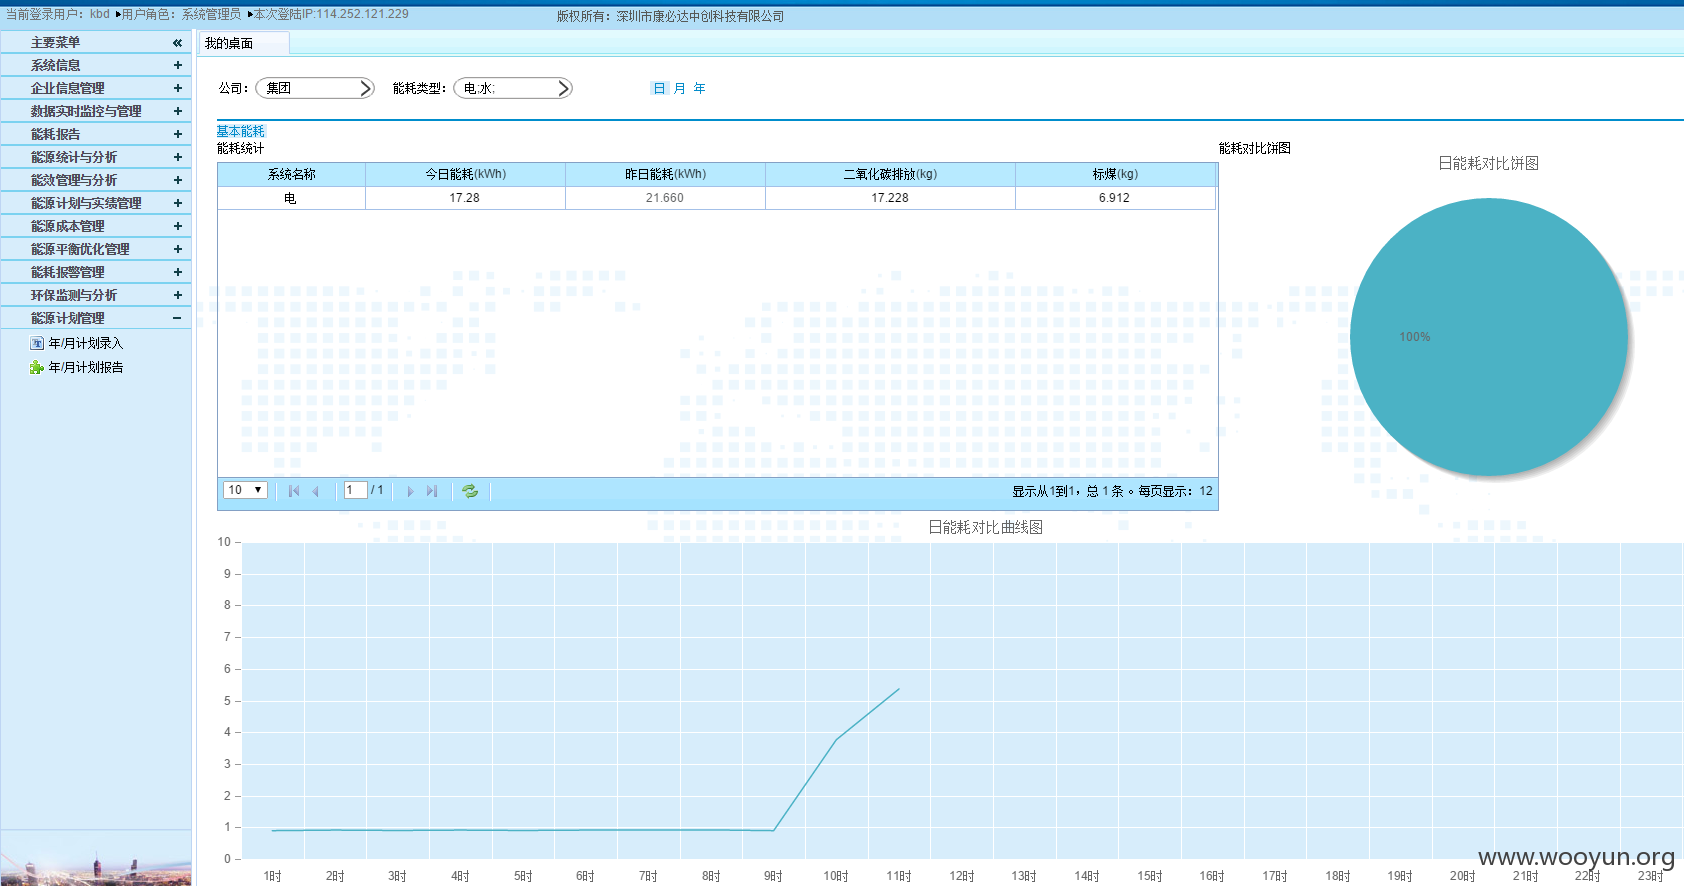 当前登录用户：kbd ▶用户角色：系统管理员 ▶本次登陆IP:114.252.121.229
版权所有：深圳市康必达中创科技有限公司
主要菜单 «
系统信息 +
企业信息管理 +
数据实时监控与管理 +
能耗报告 +
能源统计与分析 +
能效管理与分析 +
能源计划与实绩管理 +
能源成本管理 +
能源平衡优化管理 +
能耗报警管理 +
环保监测与分析 +
能源计划管理 −
年/月计划录入
年/月计划报告
我的桌面
公司： 集团 能耗类型： 电;水; 日 月 年
基本能耗
能耗统计
系统名称 今日能耗(kWh) 昨日能耗(kWh) 二氧化碳排放(kg) 标煤(kg)
电 17.28 21.660 17.228 6.912
10 1 / 1 显示从1到1，总 1 条 。每页显示：12
能耗对比饼图
日能耗对比饼图
100%
日能耗对比曲线图
10
9
8
7
6
5
4
3
2
1
0
1时 2时 3时 4时 5时 6时 7时 8时 9时 10时 11时 12时 13时 14时 15时 16时 17时 18时 19时 20时 21时 22时 23时
www.wooyun.org